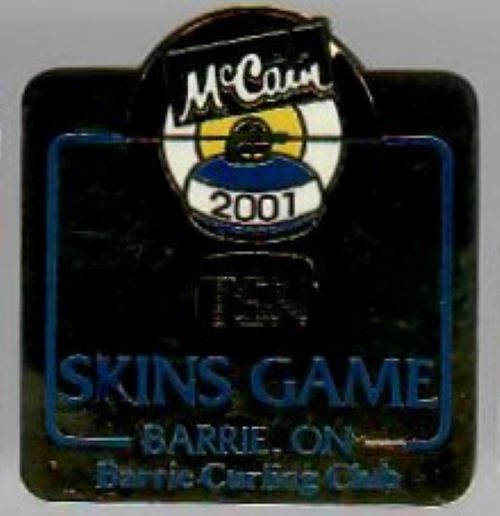 McCain
2001
TSN
SKINS GAME
BARRIE, ON
Barrie Curling Club